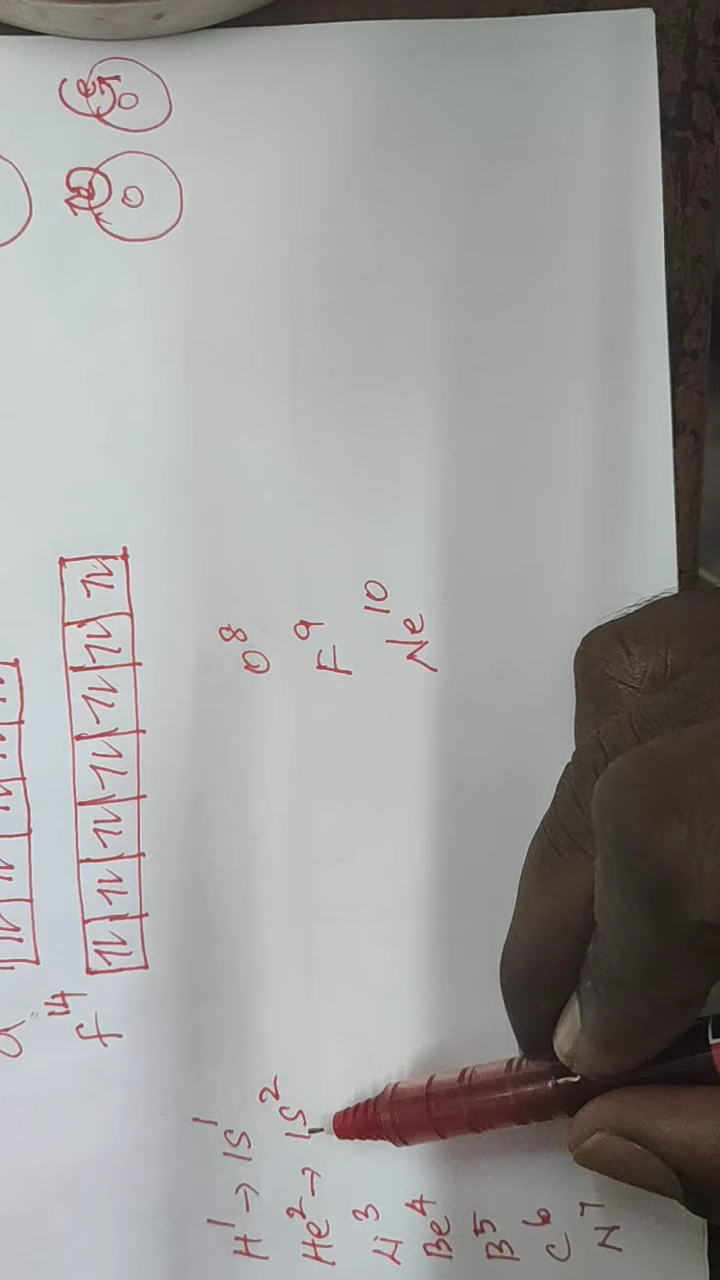 f¹⁴
H¹ → 1S¹
He² → 1S²
Li³
Be⁴
B⁵
C⁶
N⁷
O⁸
F⁹
Ne¹⁰